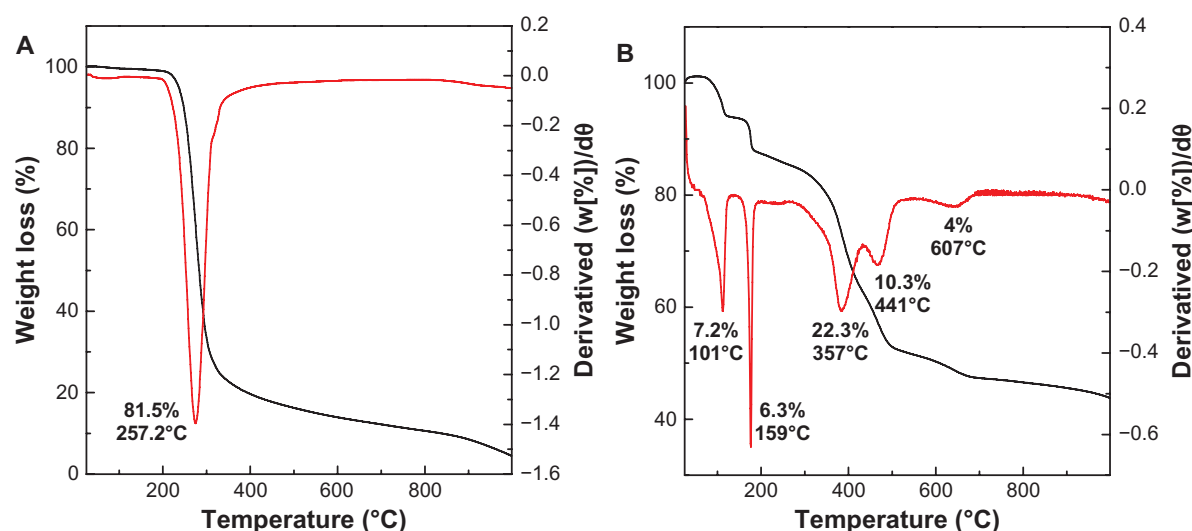 A
Weight loss (%)
100
80
60
40
20
0
0.2
0.0
−0.2
−0.4
−0.6
−0.8
−1.0
−1.2
−1.4
−1.6
Derivatived (w[%])/dθ
81.5%
257.2°C
200
400
600
800
Temperature (°C)
B
Weight loss (%)
100
80
60
40
0.4
0.2
0.0
−0.2
−0.4
−0.6
Derivatived (w[%])/dθ
7.2%
101°C
6.3%
159°C
22.3%
357°C
10.3%
441°C
4%
607°C
200
400
600
800
Temperature (°C)